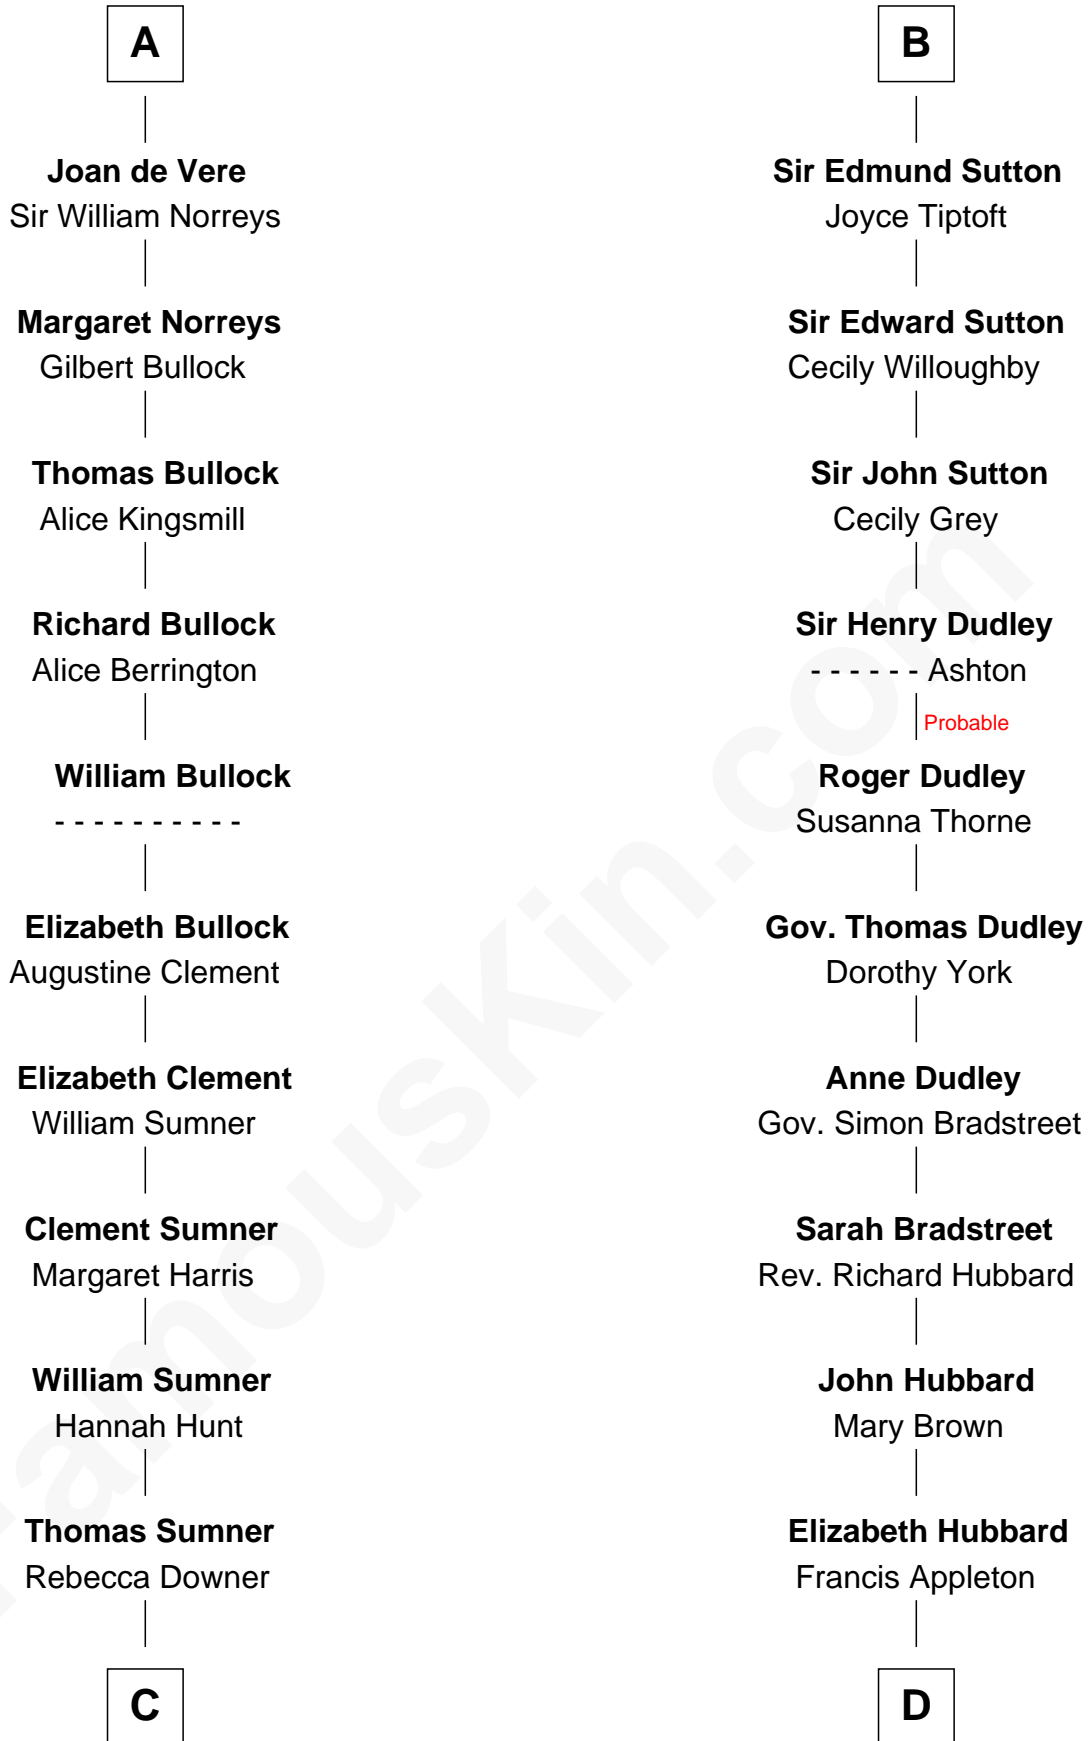 A
Joan de Vere
Sir William Norreys
Margaret Norreys
Gilbert Bullock
Thomas Bullock
Alice Kingsmill
Richard Bullock
Alice Berrington
William Bullock
- - - - - - - - - -
Elizabeth Bullock
Augustine Clement
Elizabeth Clement
William Sumner
Clement Sumner
Margaret Harris
William Sumner
Hannah Hunt
Thomas Sumner
Rebecca Downer
C
B
Sir Edmund Sutton
Joyce Tiptoft
Sir Edward Sutton
Cecily Willoughby
Sir John Sutton
Cecily Grey
Sir Henry Dudley
- - - - - - Ashton
Probable
Roger Dudley
Susanna Thorne
Gov. Thomas Dudley
Dorothy York
Anne Dudley
Gov. Simon Bradstreet
Sarah Bradstreet
Rev. Richard Hubbard
John Hubbard
Mary Brown
Elizabeth Hubbard
Francis Appleton
D
FamousKin.com